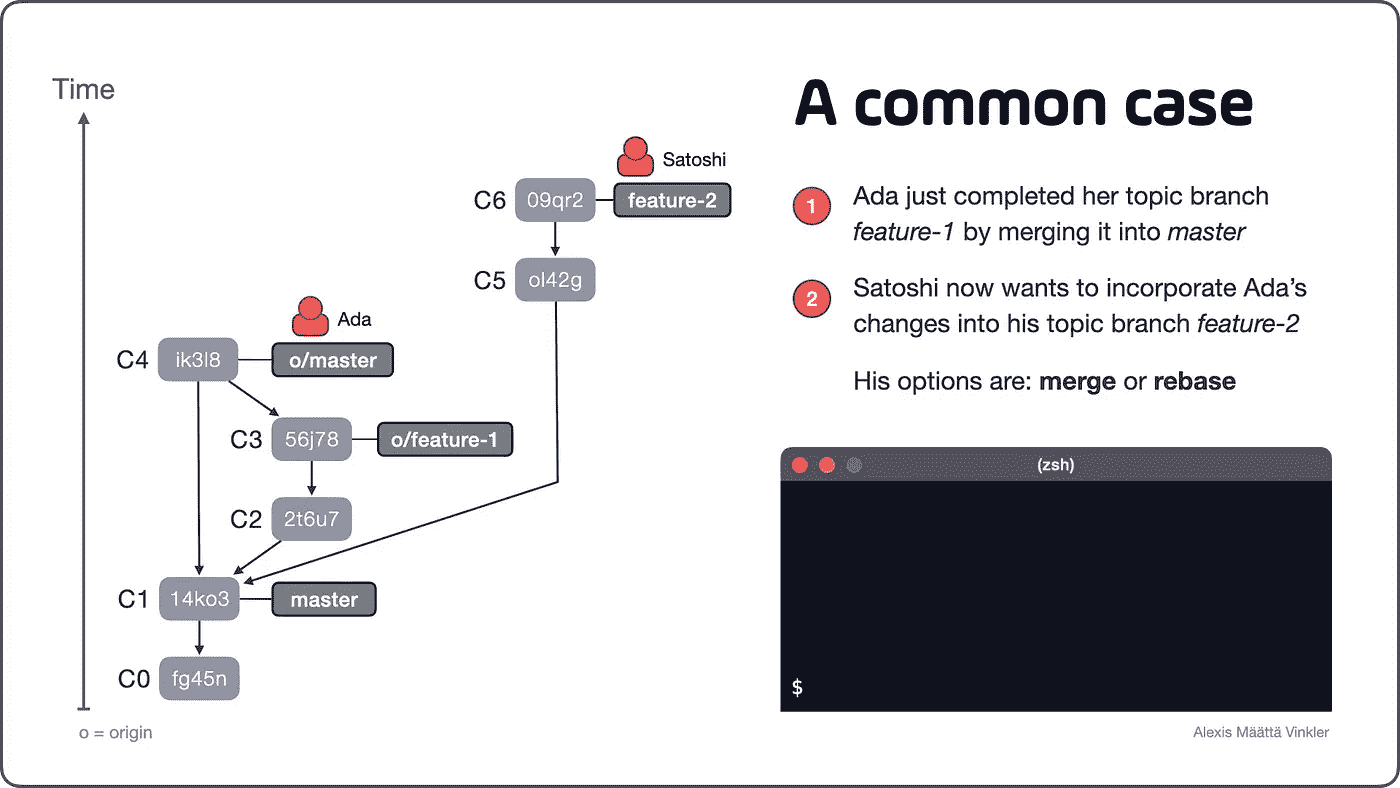 Time
A common case
Satoshi
C6 09qr2 feature-2
1 Ada just completed her topic branch
feature-1 by merging it into master
C5 ol42g
2 Satoshi now wants to incorporate Ada's
changes into his topic branch feature-2
Ada
C4 ik3l8 o/master
His options are: merge or rebase
C3 56j78 o/feature-1
(zsh)
C2 2t6u7
C1 14ko3 master
C0 fg45n
$
o = origin
Alexis Määttä Vinkler